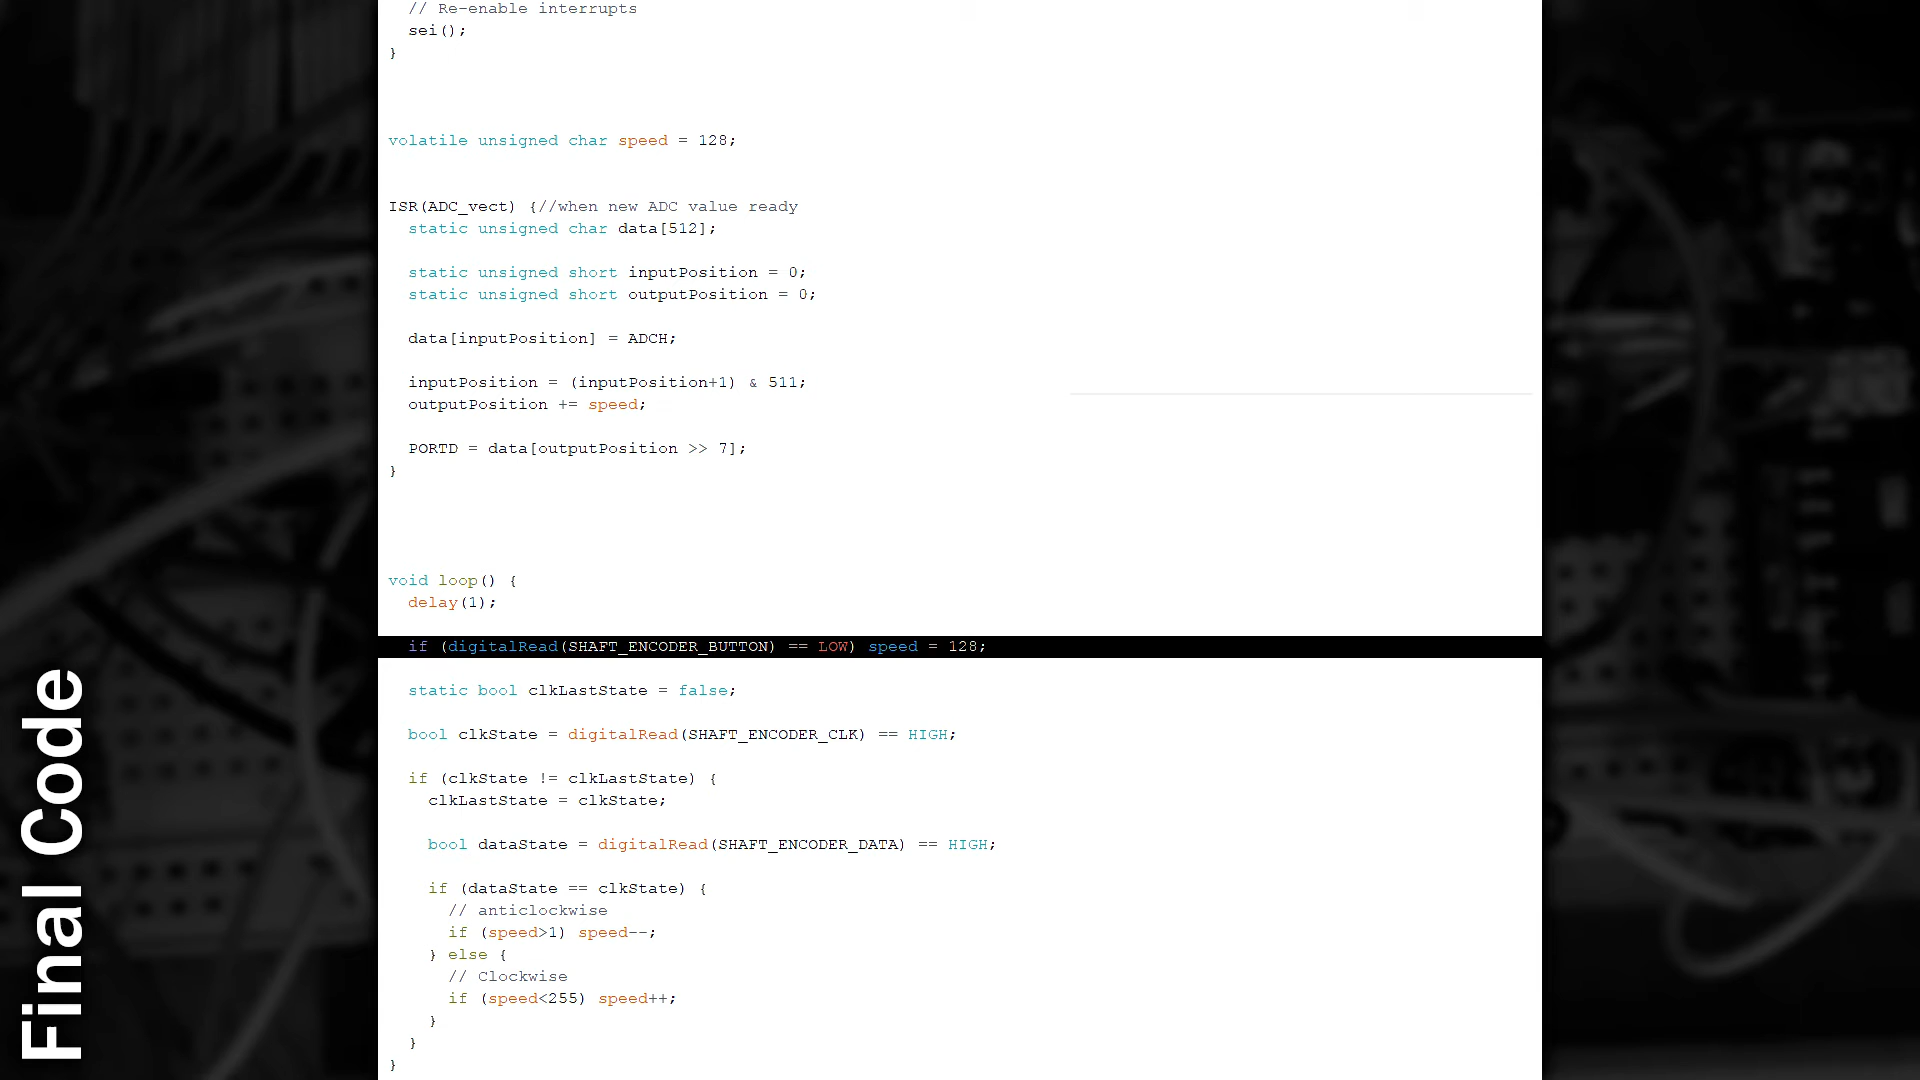 // Re-enable interrupts
sei();
}
volatile unsigned char speed = 128;
ISR(ADC_vect) {//when new ADC value ready
static unsigned char data[512];
static unsigned short inputPosition = 0;
static unsigned short outputPosition = 0;
data[inputPosition] = ADCH;
inputPosition = (inputPosition+1) & 511;
outputPosition += speed;
PORTD = data[outputPosition >> 7];
}
void loop() {
delay(1);
if (digitalRead(SHAFT_ENCODER_BUTTON) == LOW) speed = 128;
static bool clkLastState = false;
bool clkState = digitalRead(SHAFT_ENCODER_CLK) == HIGH;
if (clkState != clkLastState) {
clkLastState = clkState;
bool dataState = digitalRead(SHAFT_ENCODER_DATA) == HIGH;
if (dataState == clkState) {
// anticlockwise
if (speed>1) speed--;
} else {
// Clockwise
if (speed<255) speed++;
}
}
}
Final Code